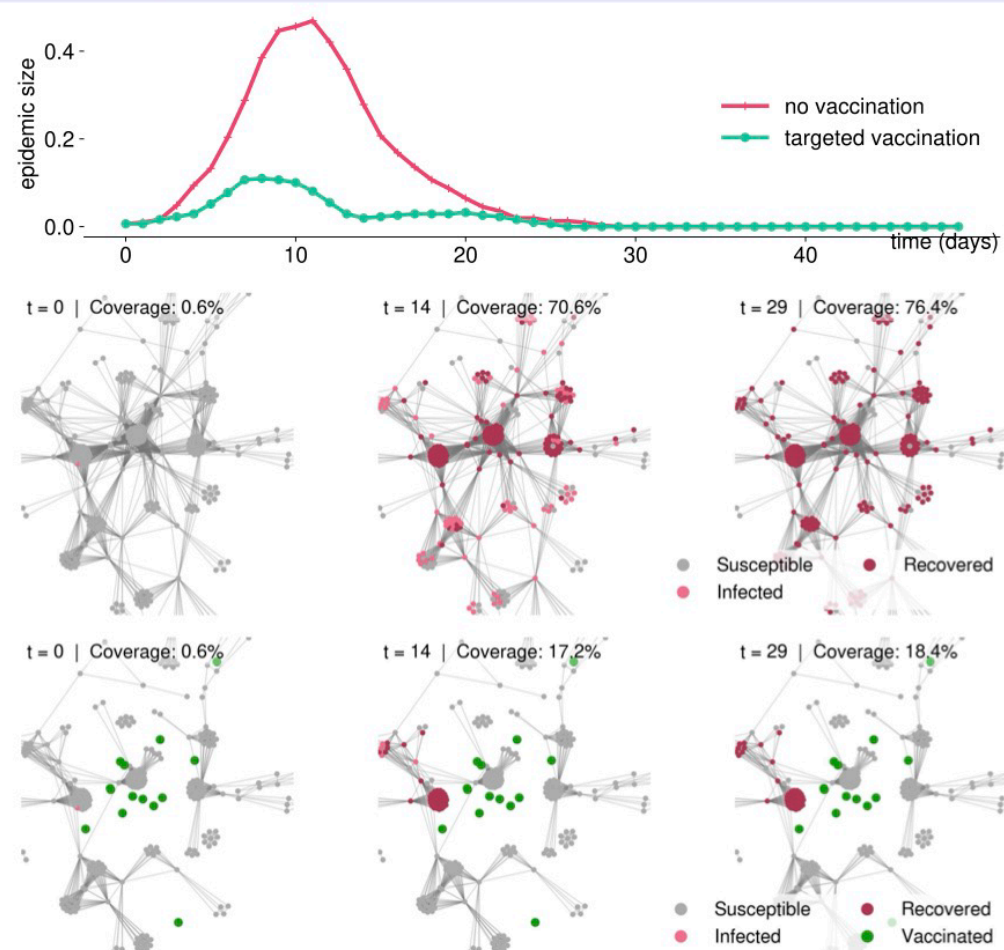 epidemic size
0.4
0.2
0.0
no vaccination
targeted vaccination
time (days)
0 10 20 30 40
t = 0 | Coverage: 0.6% t = 14 | Coverage: 70.6% t = 29 | Coverage: 76.4%
Susceptible Recovered
Infected
t = 0 | Coverage: 0.6% t = 14 | Coverage: 17.2% t = 29 | Coverage: 18.4%
Susceptible Recovered
Infected Vaccinated